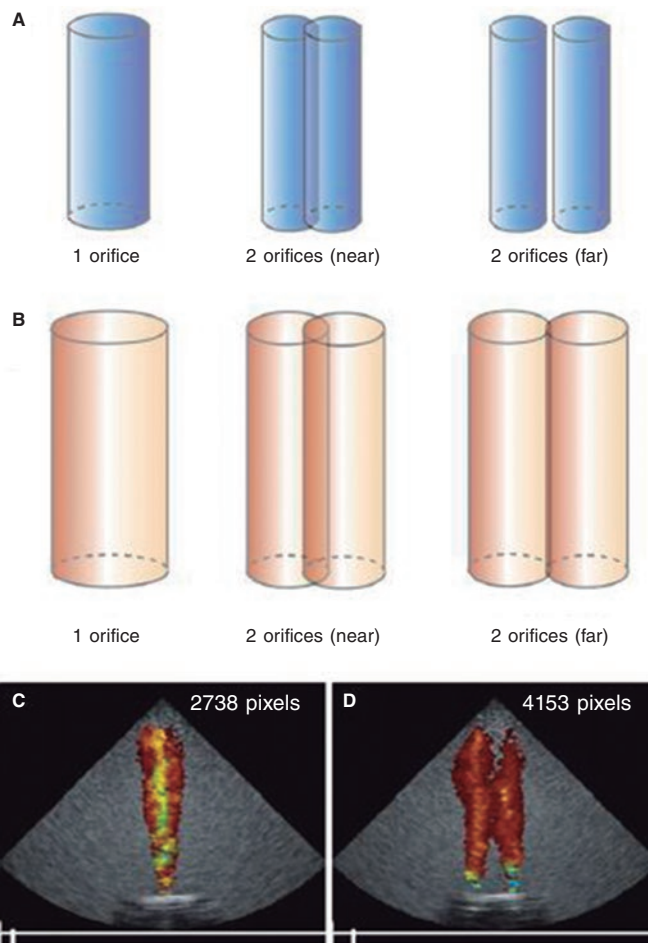 A
1 orifice 2 orifices (near) 2 orifices (far)
B
1 orifice 2 orifices (near) 2 orifices (far)
C 2738 pixels D 4153 pixels